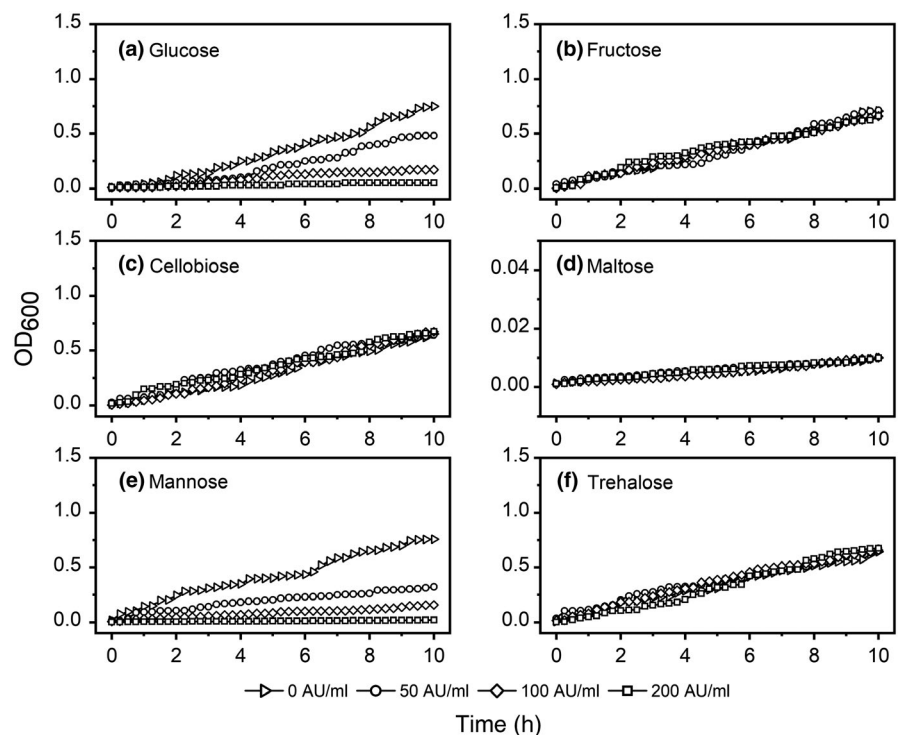 (a) Glucose
1.5
1.0
0.5
0.0
0 2 4 6 8 10
(b) Fructose
1.5
1.0
0.5
0.0
0 2 4 6 8 10
(c) Cellobiose
1.5
1.0
0.5
0.0
0 2 4 6 8 10
(d) Maltose
0.04
0.02
0.00
0 2 4 6 8 10
(e) Mannose
1.5
1.0
0.5
0.0
0 2 4 6 8 10
(f) Trehalose
1.5
1.0
0.5
0.0
0 2 4 6 8 10
OD600
0 AU/ml 50 AU/ml 100 AU/ml 200 AU/ml
Time (h)